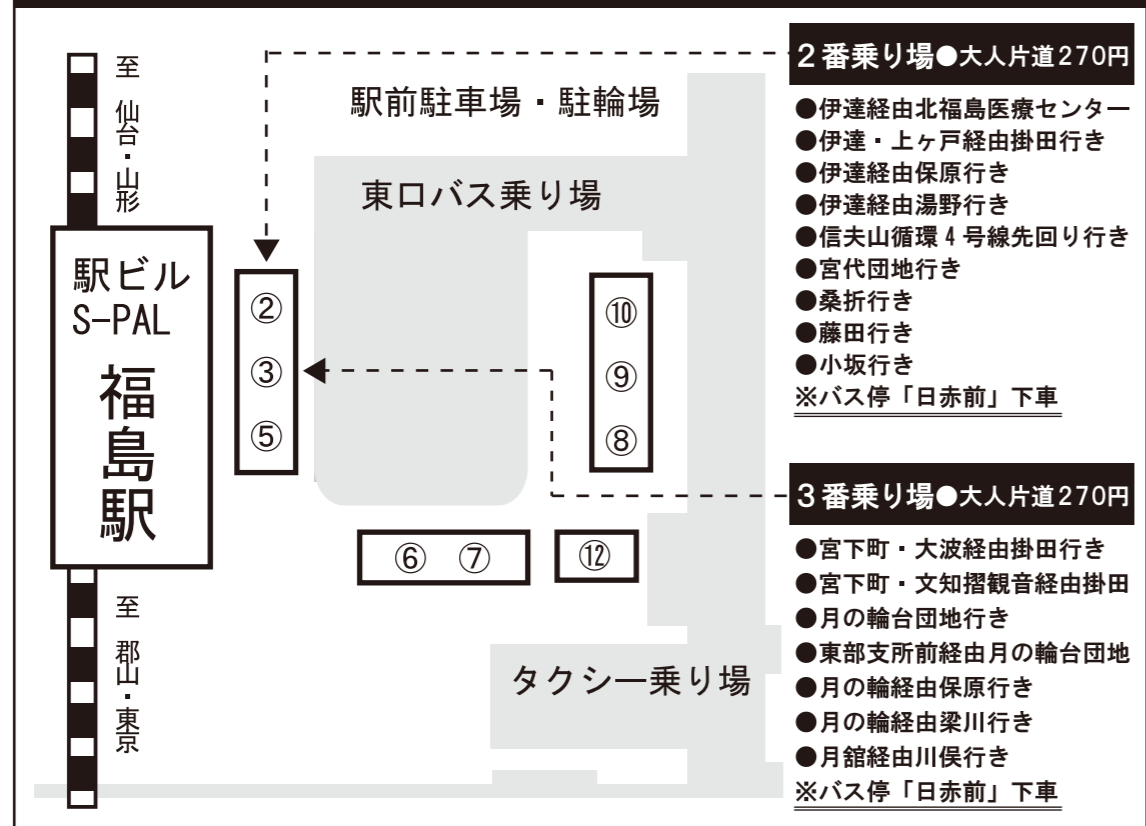 至 仙台・山形
駅ビル
S-PAL
福島駅
至 郡山・東京
駅前駐車場・駐輪場
東口バス乗り場
②
③
⑤
⑩
⑨
⑧
⑥ ⑦
⑫
タクシー乗り場
2番乗り場●大人片道270円
●伊達経由北福島医療センター
●伊達・上ヶ戸経由掛田行き
●伊達経由保原行き
●伊達経由湯野行き
●信夫山循環4号線先回り行き
●宮代団地行き
●桑折行き
●藤田行き
●小坂行き
※バス停「日赤前」下車
3番乗り場●大人片道270円
●宮下町・大波経由掛田行き
●宮下町・文知摺観音経由掛田
●月の輪台団地行き
●東部支所前経由月の輪台団地
●月の輪経由保原行き
●月の輪経由梁川行き
●月舘経由川俣行き
※バス停「日赤前」下車